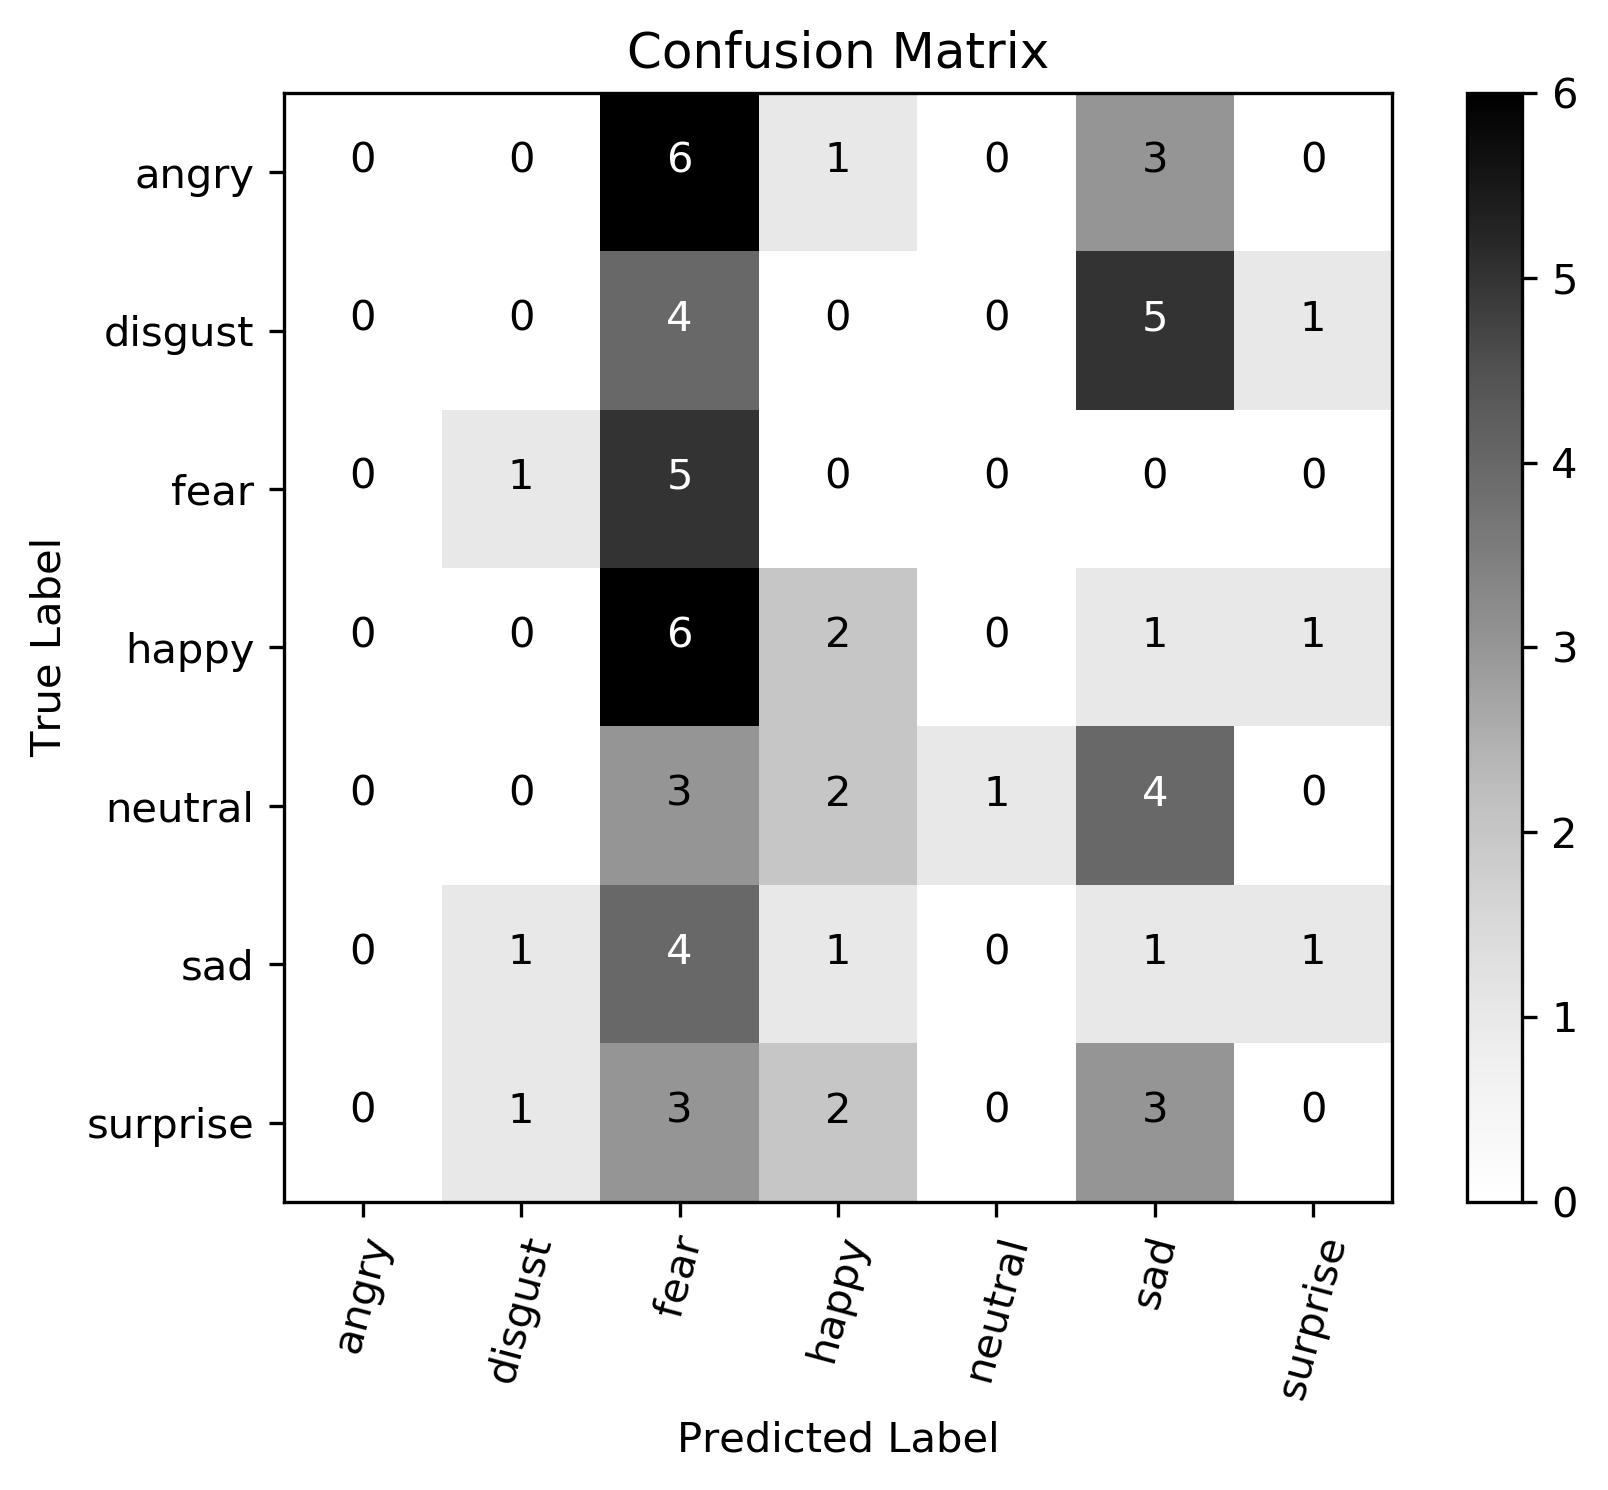 Confusion Matrix
angry 0 0 6 1 0 3 0
disgust 0 0 4 0 0 5 1
fear 0 1 5 0 0 0 0
happy 0 0 6 2 0 1 1
neutral 0 0 3 2 1 4 0
sad 0 1 4 1 0 1 1
surprise 0 1 3 2 0 3 0
True Label
angry disgust fear happy neutral sad surprise
Predicted Label
6
5
4
3
2
1
0